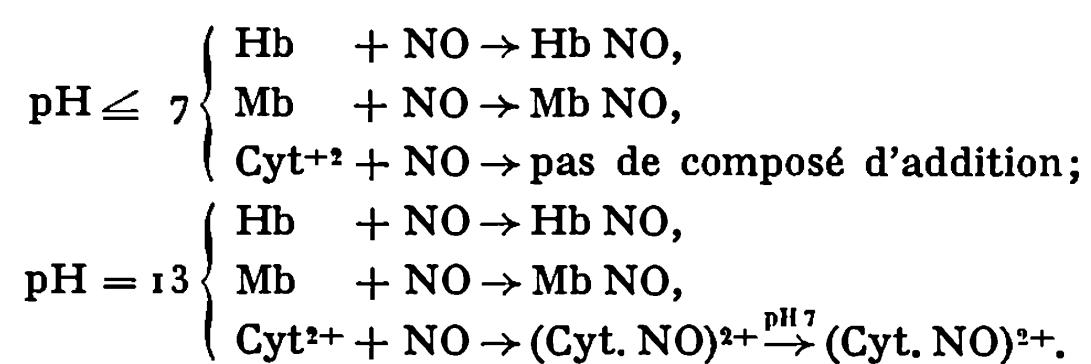 Hb + NO → Hb NO,
pH ≦ 7 { Mb + NO → Mb NO,
Cyt⁺² + NO → pas de composé d'addition;
Hb + NO → Hb NO,
pH = 13 { Mb + NO → Mb NO,
Cyt²⁺ + NO → (Cyt. NO)²⁺ pH 7 → (Cyt. NO)²⁺.